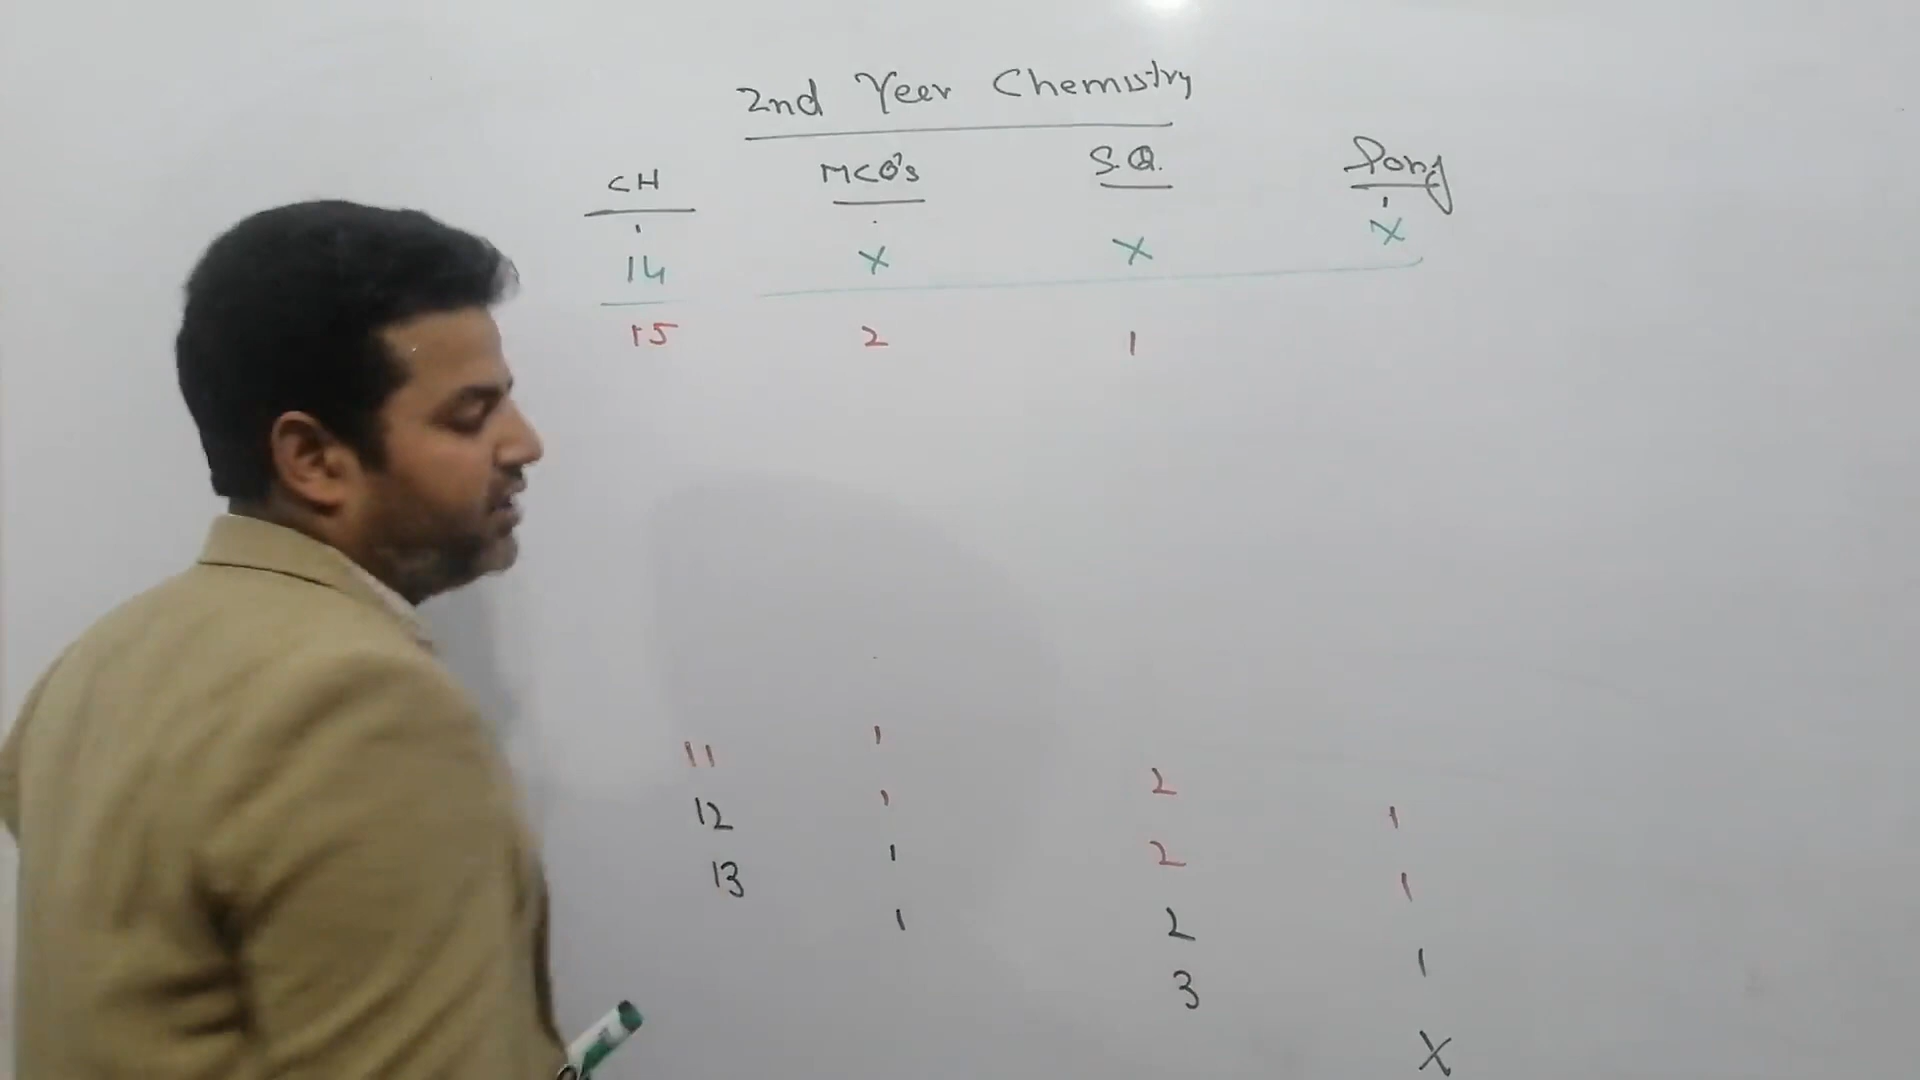 2nd Year Chemistry
CH MCQ's S.Q. Long
14 X X X
15 2 1
11 1 2 1
12 1 2 1
13 1 2 1
1 3 X